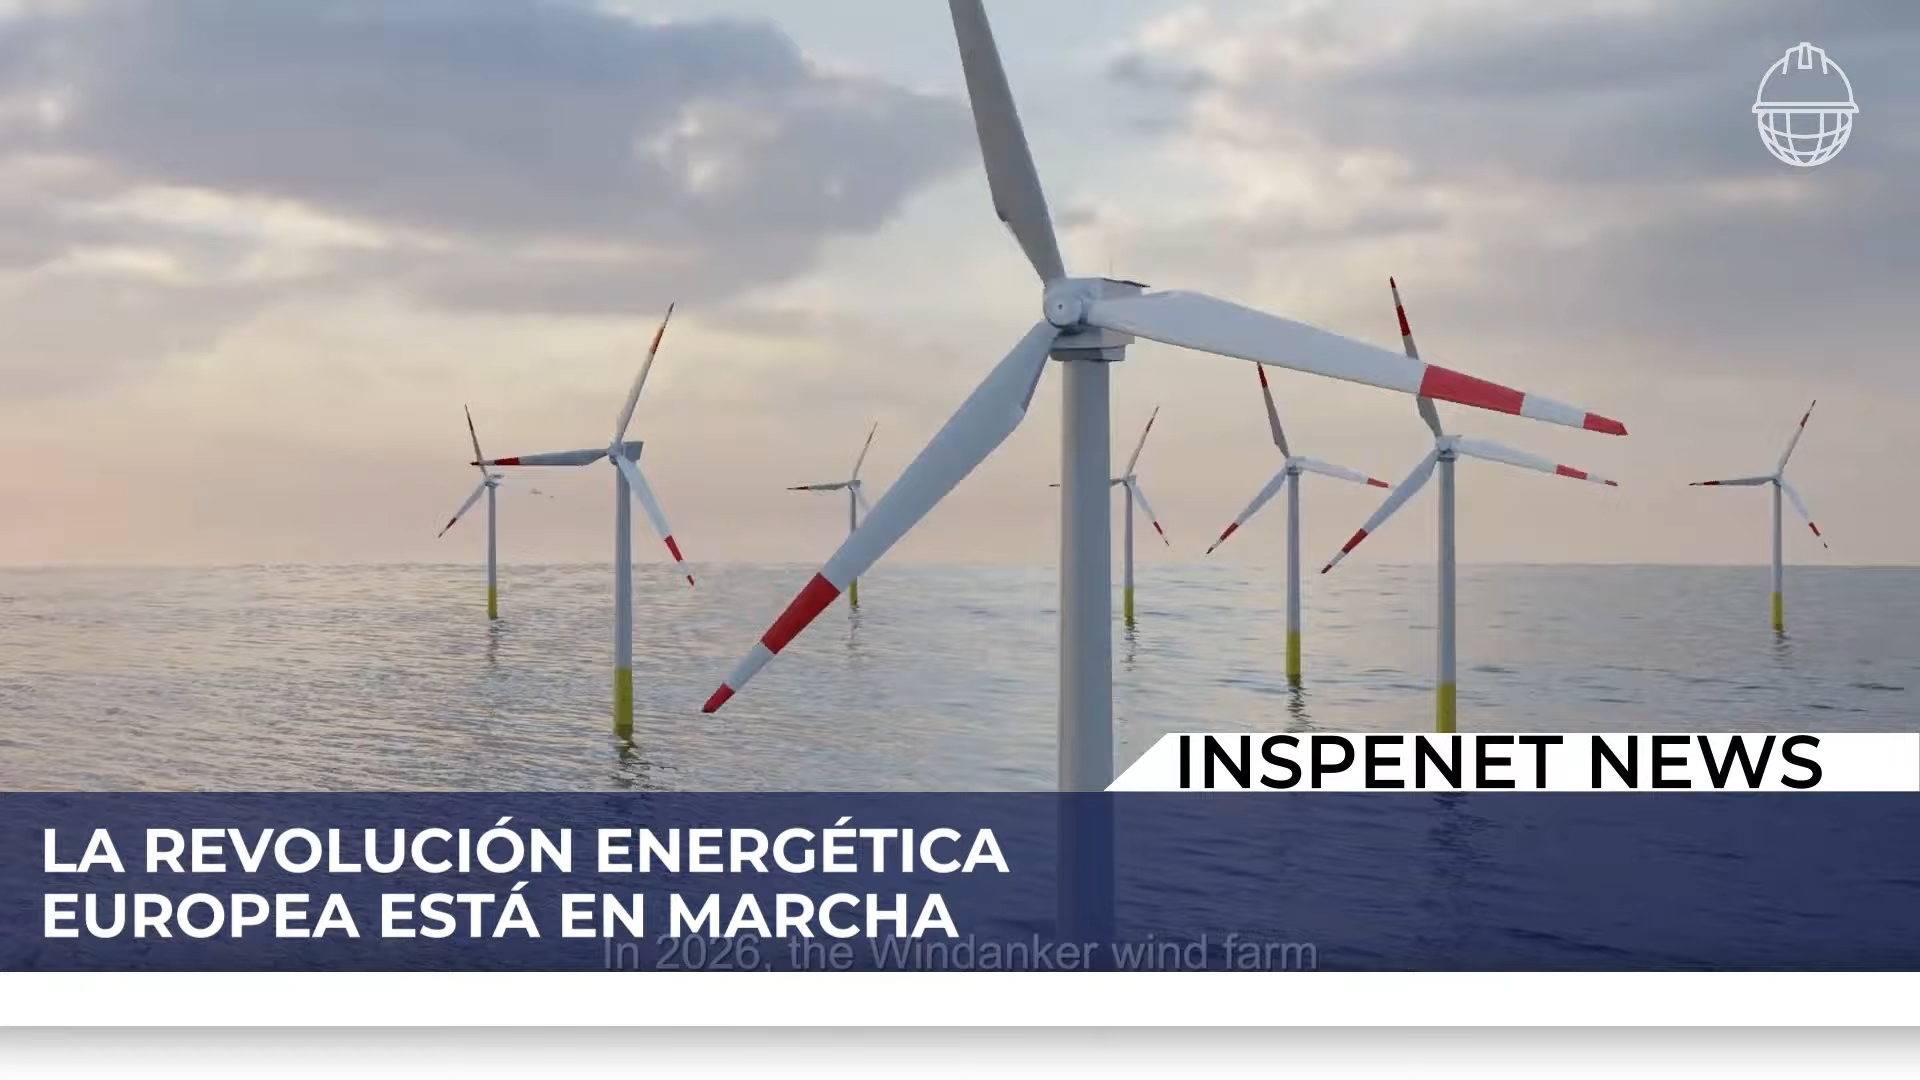 INSPENET NEWS
LA REVOLUCIÓN ENERGÉTICA
EUROPEA ESTÁ EN MARCHA
In 2026, the Windanker wind farm